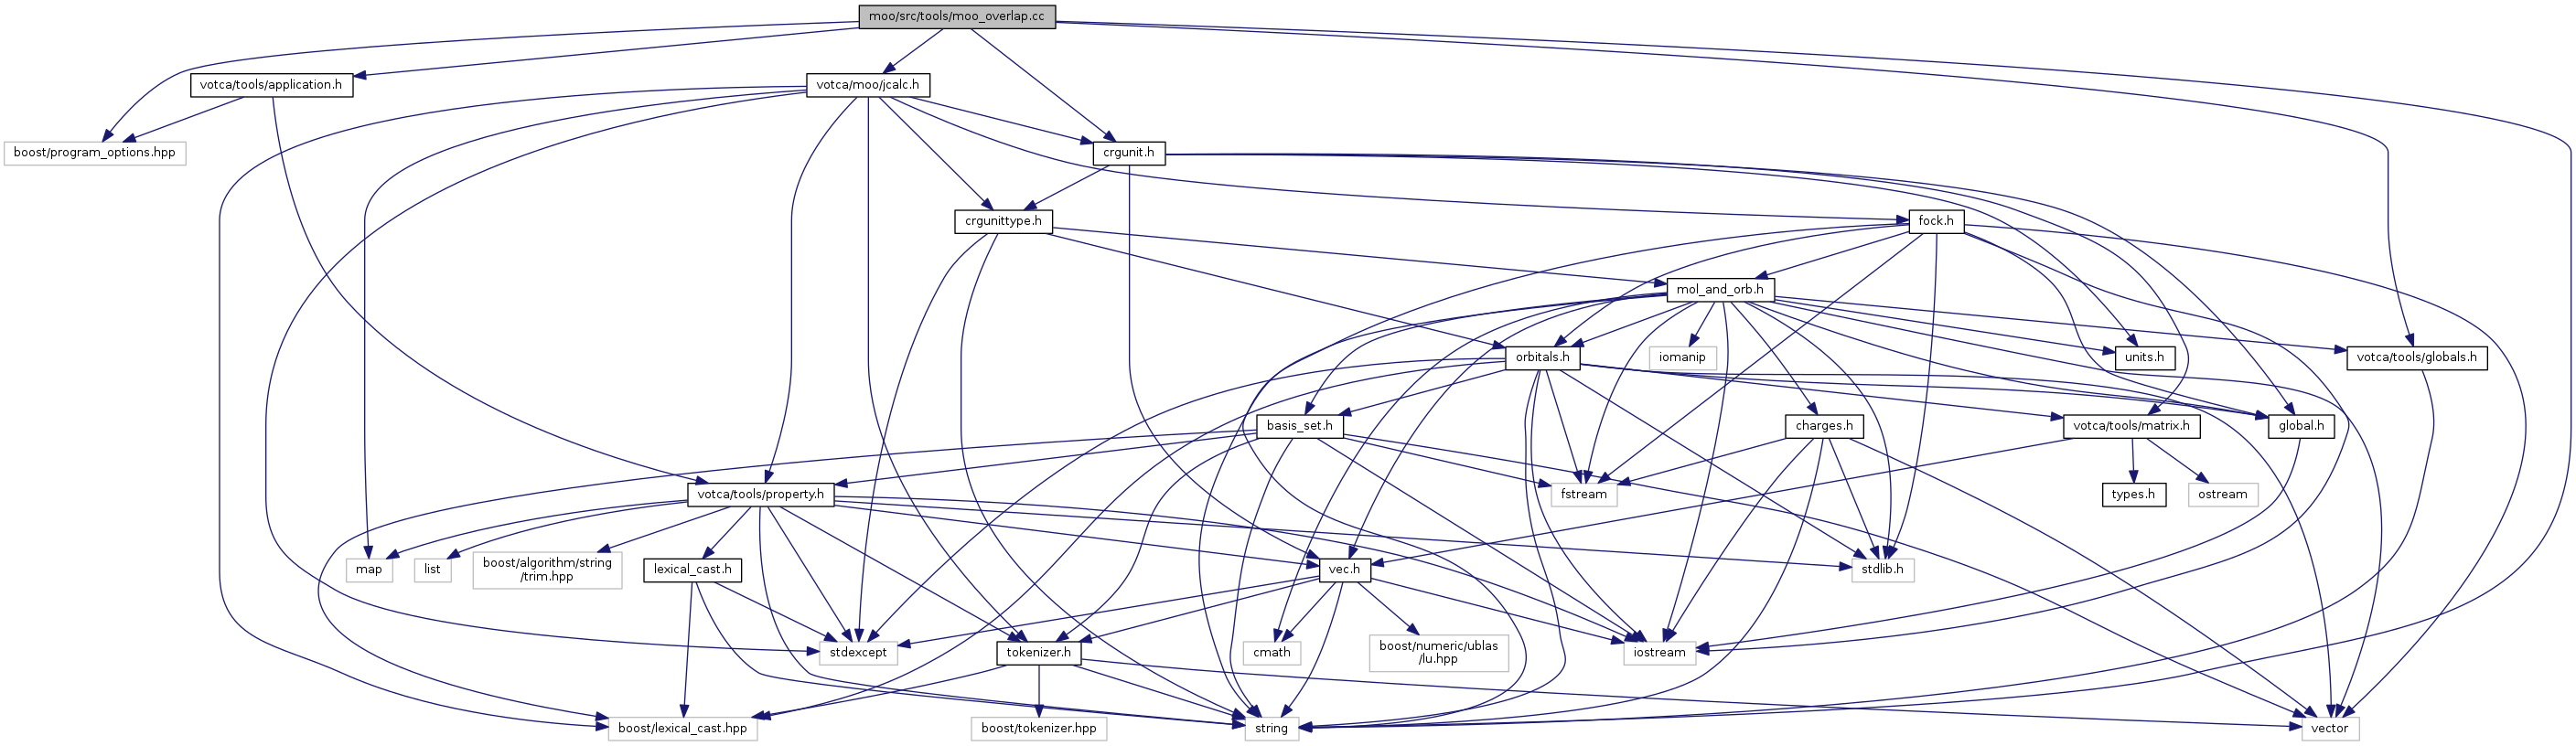 moo/src/tools/moo_overlap.cc
votca/tools/application.h
votca/moo/jcalc.h
boost/program_options.hpp
crgunit.h
crgunittype.h
fock.h
mol_and_orb.h
orbitals.h
iomanip
units.h
votca/tools/globals.h
basis_set.h
charges.h
votca/tools/matrix.h
global.h
votca/tools/property.h
fstream
types.h
ostream
map
list
boost/algorithm/string
/trim.hpp
lexical_cast.h
vec.h
stdlib.h
stdexcept
tokenizer.h
cmath
boost/numeric/ublas
/lu.hpp
iostream
boost/lexical_cast.hpp
boost/tokenizer.hpp
string
vector